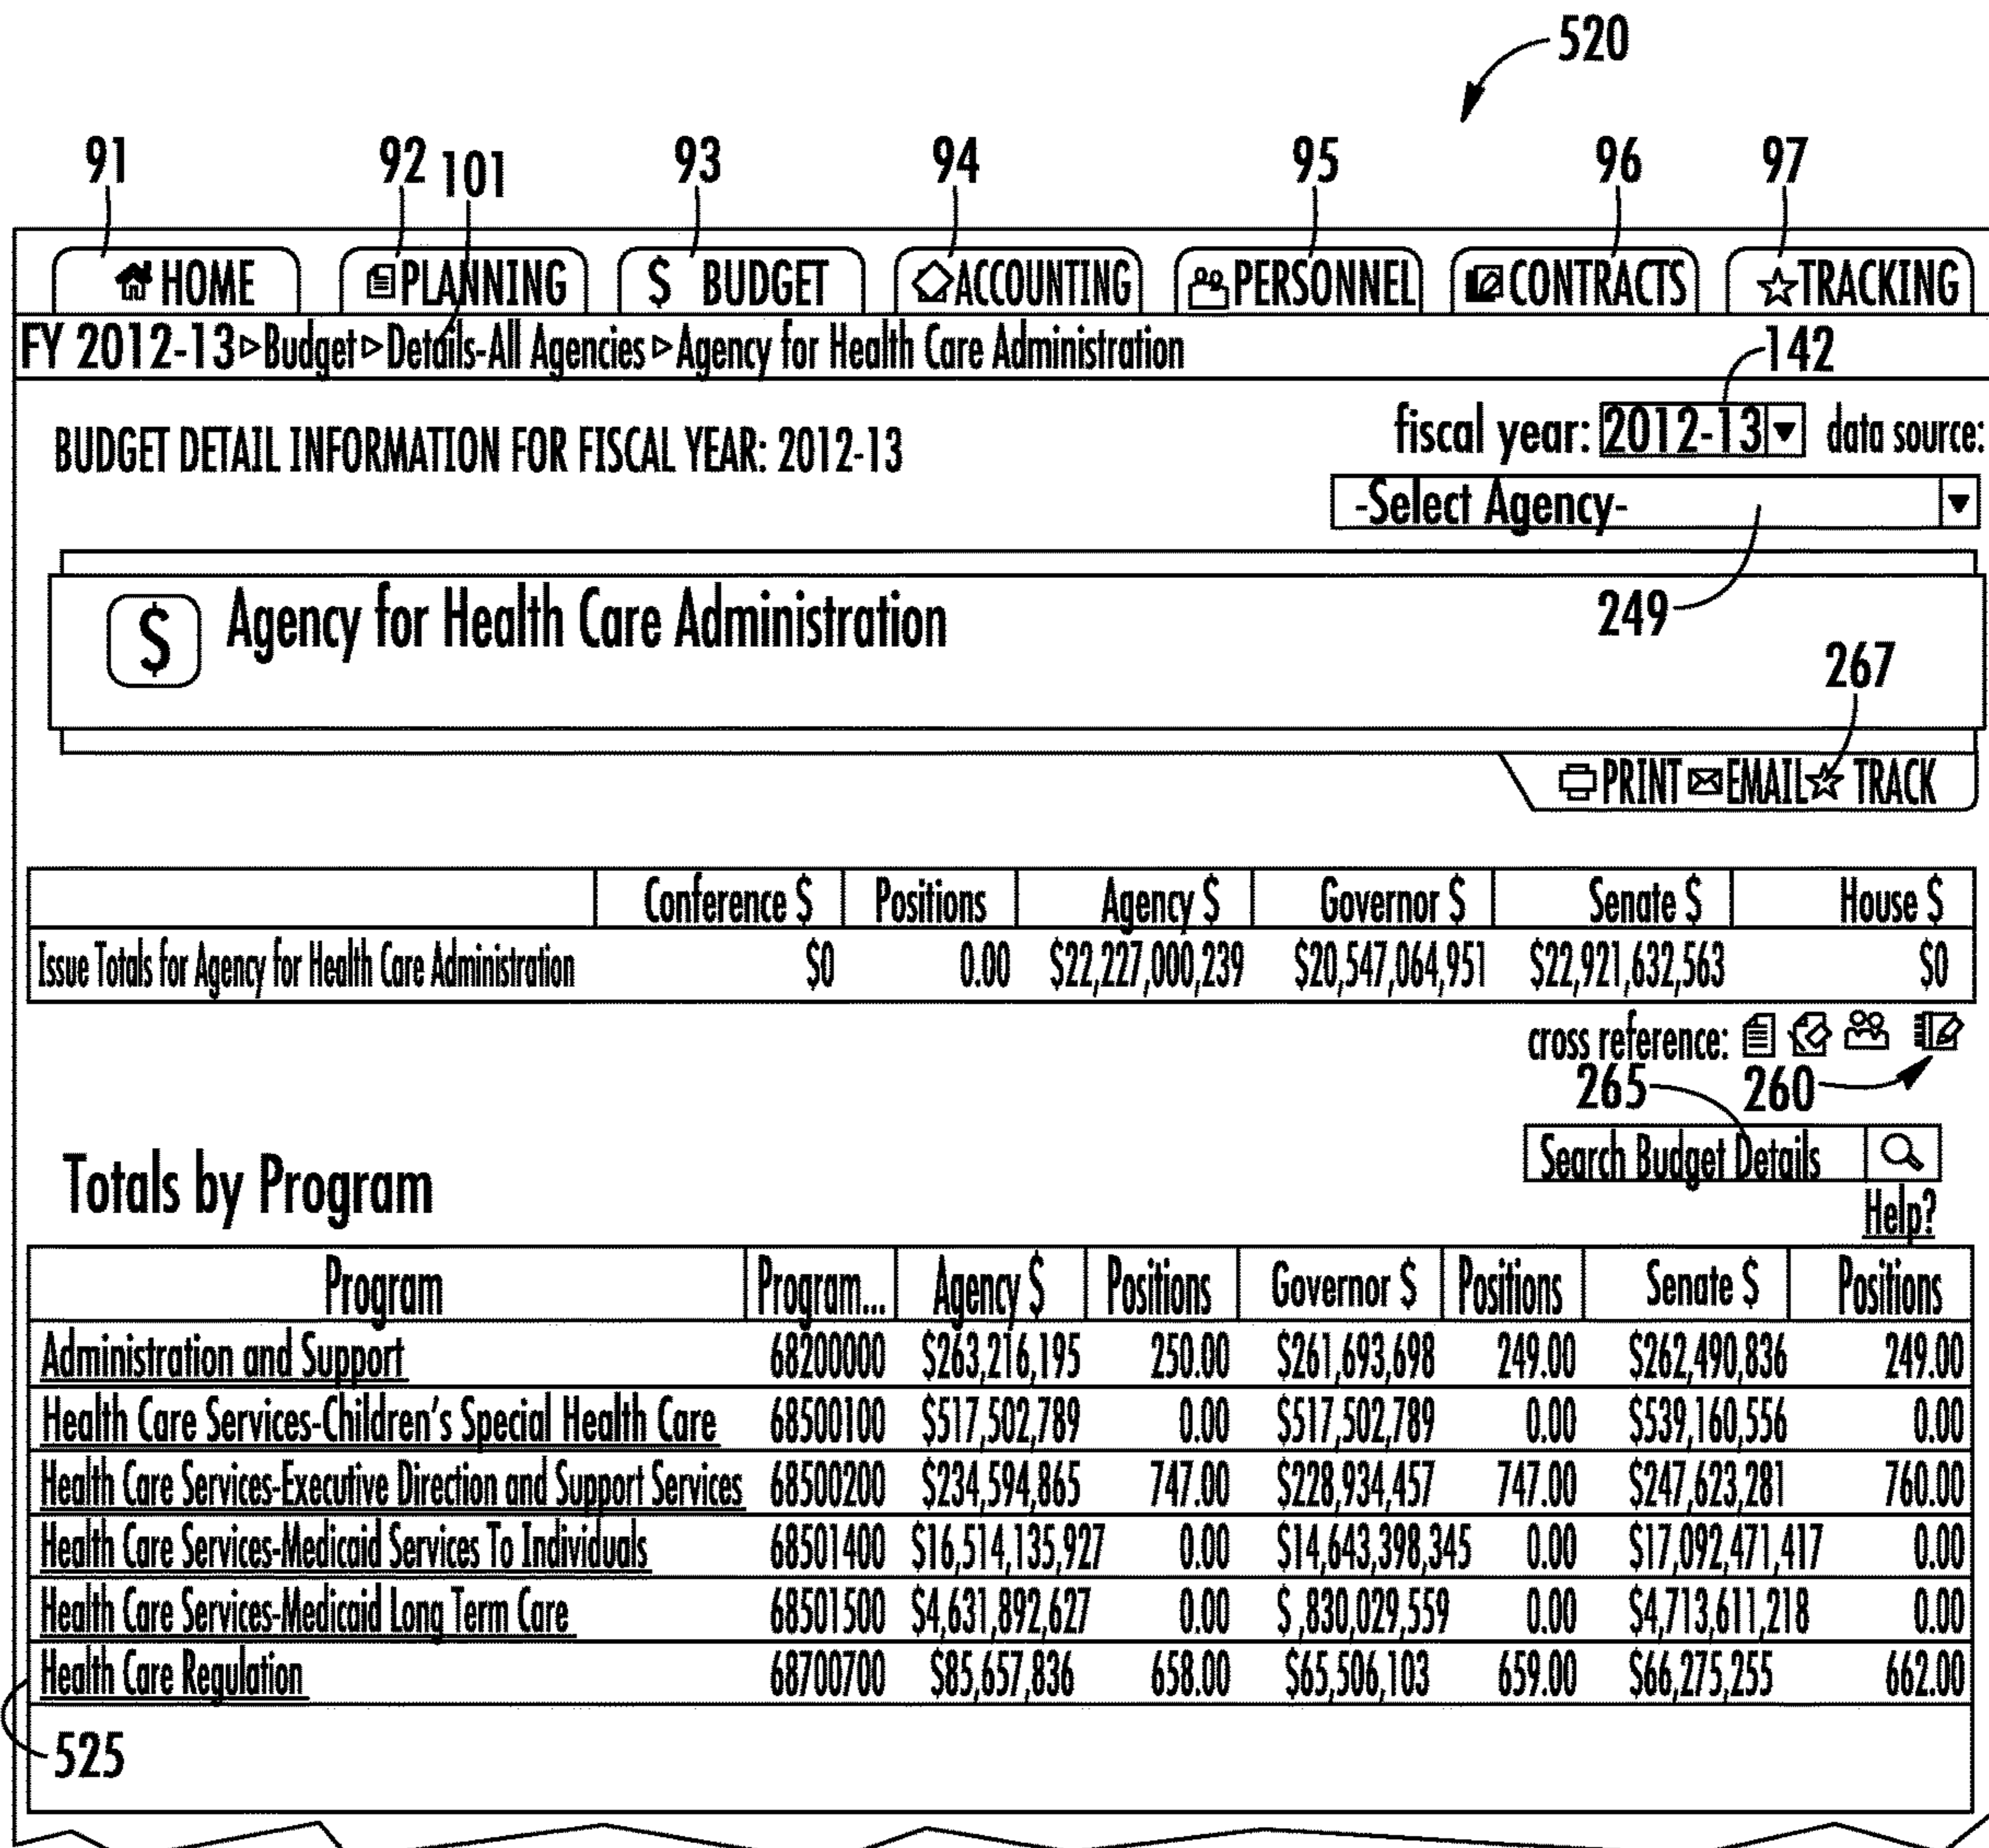 520
91 92 101 93 94 95 96 97
HOME PLANNING $ BUDGET ACCOUNTING PERSONNEL CONTRACTS TRACKING
FY 2012-13 ▹ Budget ▹ Details-All Agencies ▹ Agency for Health Care Administration
142
BUDGET DETAIL INFORMATION FOR FISCAL YEAR: 2012-13 fiscal year: 2012-13 data source:
-Select Agency-
$ Agency for Health Care Administration 249
267
PRINT EMAIL TRACK
Conference $ Positions Agency $ Governor $ Senate $ House $
Issue Totals for Agency for Health Care Administration $0 0.00 $22,227,000,239 $20,547,064,951 $22,921,632,563 $0
cross reference:
265 260
Search Budget Details
Totals by Program
Help?
Program Program... Agency $ Positions Governor $ Positions Senate $ Positions
Administration and Support 68200000 $263,216,195 250.00 $261,693,698 249.00 $262,490,836 249.00
Health Care Services-Children's Special Health Care 68500100 $517,502,789 0.00 $517,502,789 0.00 $539,160,556 0.00
Health Care Services-Executive Direction and Support Services 68500200 $234,594,865 747.00 $228,934,457 747.00 $247,623,281 760.00
Health Care Services-Medicaid Services To Individuals 68501400 $16,514,135,927 0.00 $14,643,398,345 0.00 $17,092,471,417 0.00
Health Care Services-Medicaid Long Term Care 68501500 $4,631,892,627 0.00 $,830,029,559 0.00 $4,713,611,218 0.00
Health Care Regulation 68700700 $85,657,836 658.00 $65,506,103 659.00 $66,275,255 662.00
525